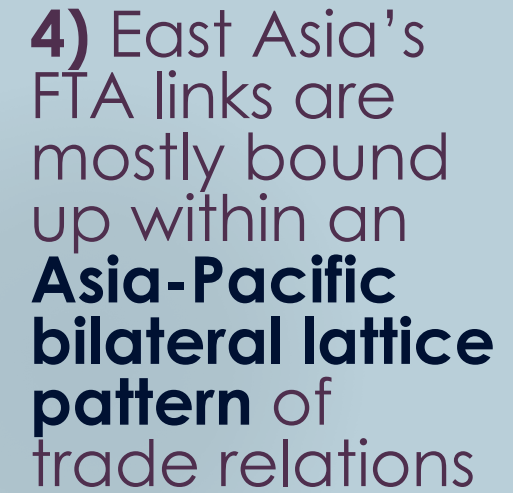 4) East Asia's
FTA links are
mostly bound
up within an
Asia-Pacific
bilateral lattice
pattern of
trade relations